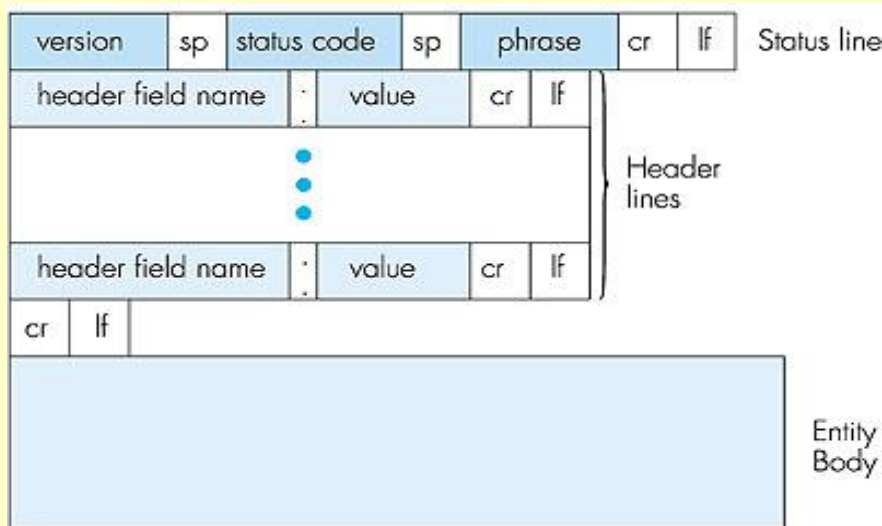 version sp status code sp phrase cr lf Status line
header field name : value cr lf
Header
lines
header field name : value cr lf
cr lf
Entity
Body